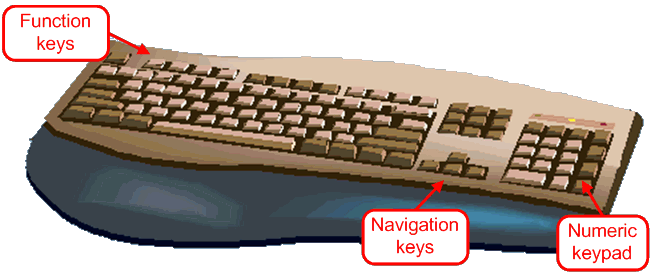 Function
keys
Navigation
keys
Numeric
keypad